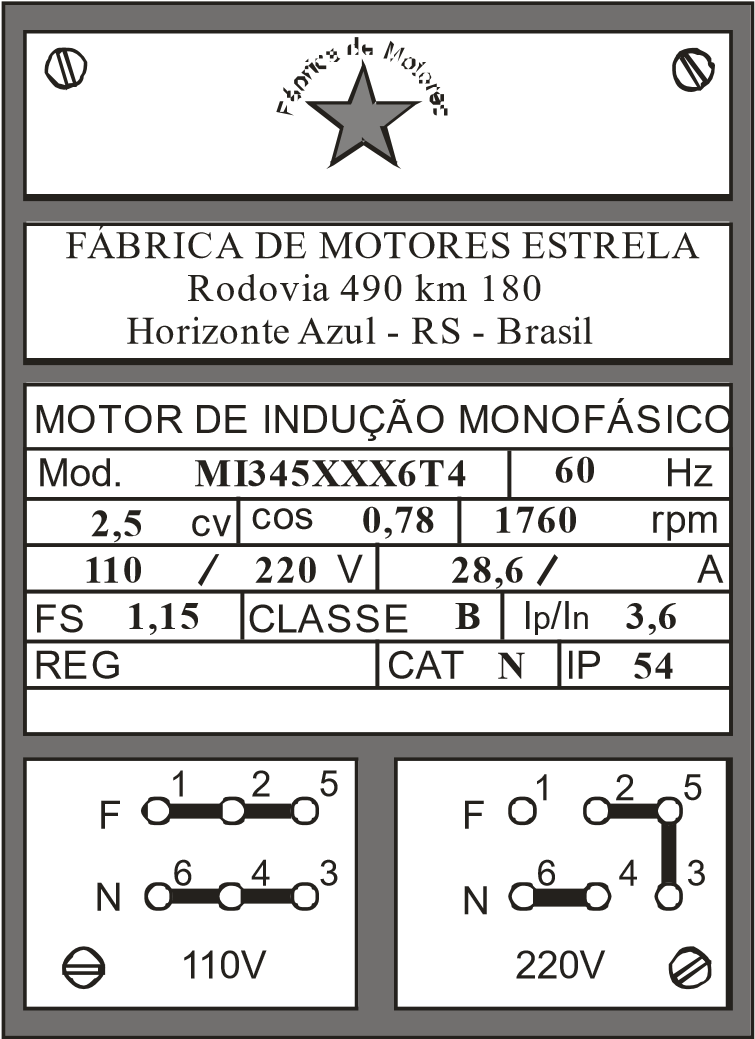 Fábrica de Motores
FÁBRICA DE MOTORES ESTRELA
Rodovia 490 km 180
Horizonte Azul - RS - Brasil
MOTOR DE INDUÇÃO MONOFÁSICO
Mod. MI345XXX6T4 60 Hz
2,5 cv cos 0,78 1760 rpm
110 / 220 V 28,6 / A
FS 1,15 CLASSE B Ip/In 3,6
REG CAT N IP 54
1 2 5
F
6 4 3
N
110V
1 2 5
F
6 4 3
N
220V